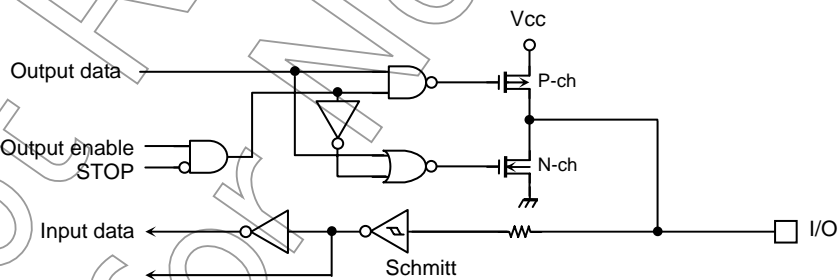 Vcc
Output data
P-ch
Output enable
STOP
N-ch
Input data
I/O
Schmitt